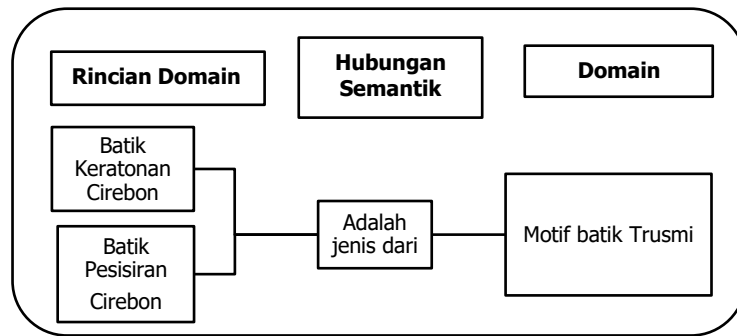 Rincian Domain
Hubungan
Semantik
Domain
Batik
Keratonan
Cirebon
Batik
Pesisiran
Cirebon
Adalah
jenis dari
Motif batik Trusmi